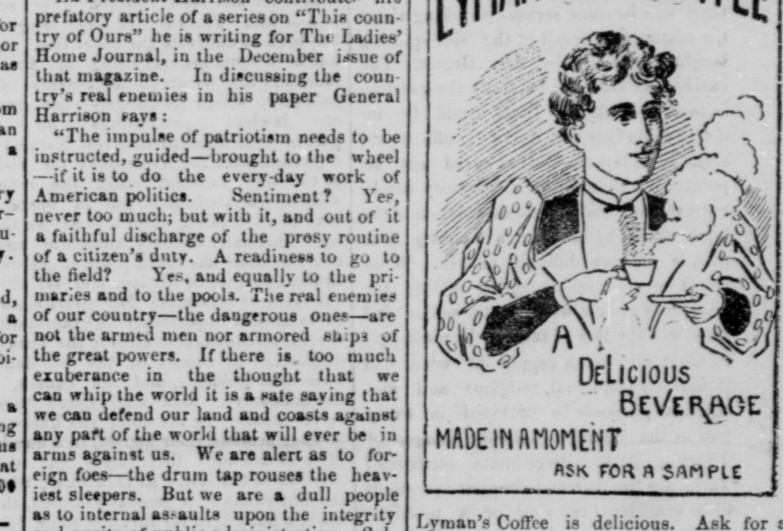 prefatory article of a series on "This coun-
try of Ours" he is writing for The Ladies'
Home Journal, in the December issue of
that magazine. In discussing the coun-
try's real enemies in his paper General
Harrison says:
"The impulse of patriotism needs to be
instructed, guided—brought to the wheel
—if it is to do the every-day work of
American politics. Sentiment? Yes,
never too much; but with it, and out of it
a faithful discharge of the prosy routine
of a citizen's duty. A readiness to go to
the field? Yes, and equally to the pri-
maries and to the pools. The real enemies
of our country—the dangerous ones—are
not the armed men nor armored ships of
the great powers. If there is too much
exuberance in the thought that we
can whip the world it is a sate saying that
we can defend our land and coasts against
any part of the world that will ever be in
arms against us. We are alert as to for-
eign foes—the drum tap rouses the heav-
iest sleepers. But we are a dull people
as to internal assaults upon the integrity
A
DELICIOUS
BEVERAGE
MADE IN A MOMENT
ASK FOR A SAMPLE
Lyman's Coffee is delicious. Ask for